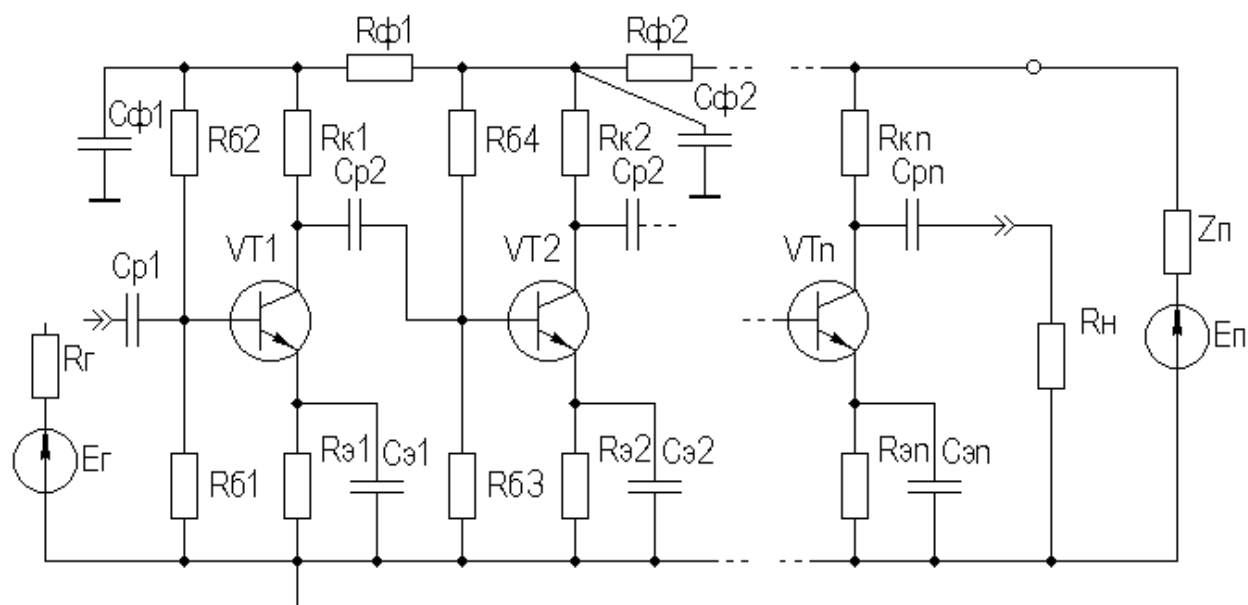 Rф1
Rф2
Cф1
Rб2
Rк1
Cр2
Rб4
Rк2
Cф2
Cр2
Rкn
Cрn
Cр1
VT1
VT2
VTn
Zп
Rг
Rн
Eп
Eг
Rб1
Rэ1
Cэ1
Rб3
Rэ2
Cэ2
Rэn
Cэn